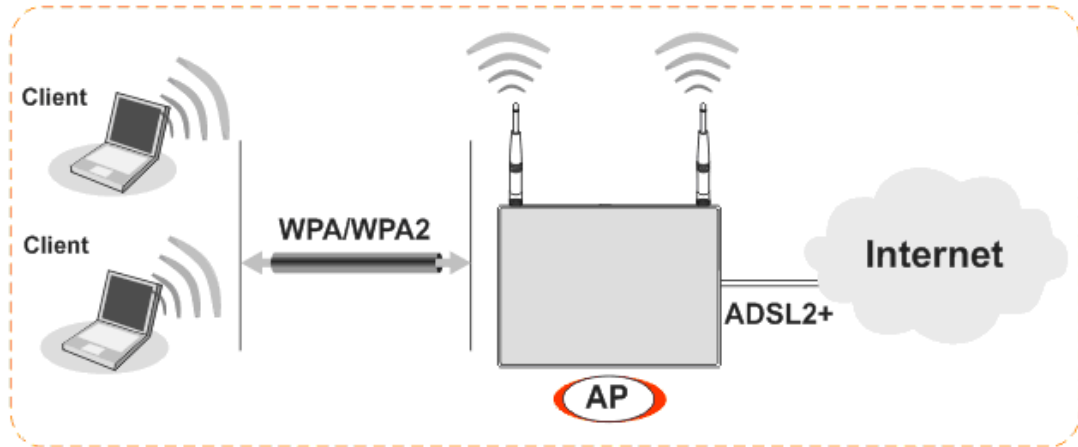 Client
Client
WPA/WPA2
AP
ADSL2+
Internet